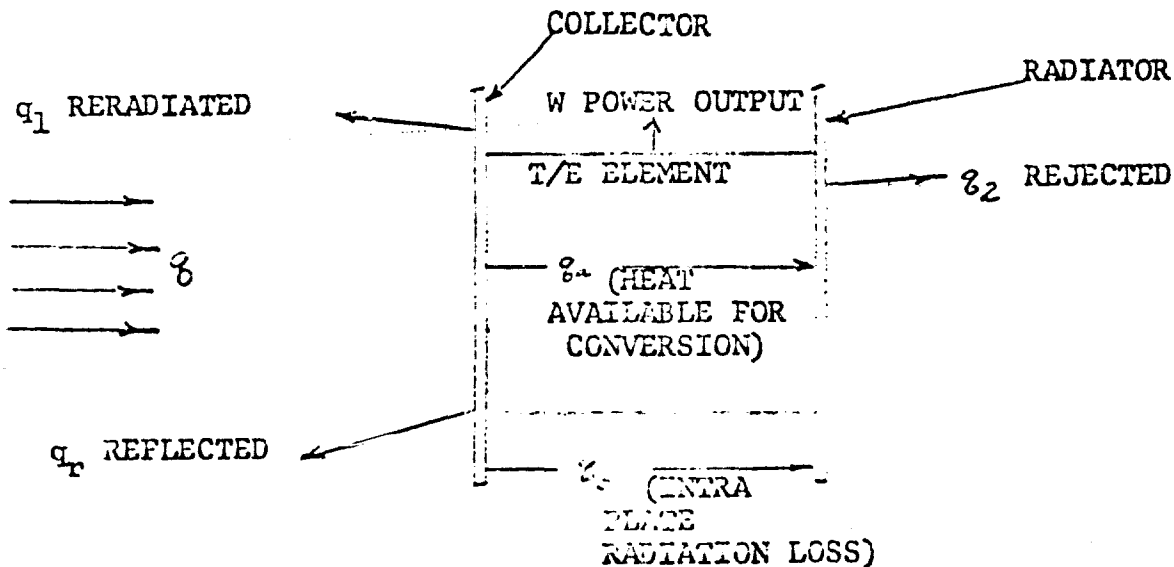 COLLECTOR
RADIATOR
q1 RERADIATED
W POWER OUTPUT
T/E ELEMENT
q2 REJECTED
q
qa (HEAT
AVAILABLE FOR
CONVERSION)
qr REFLECTED
(INTRA
PLATE
RADIATION LOSS)